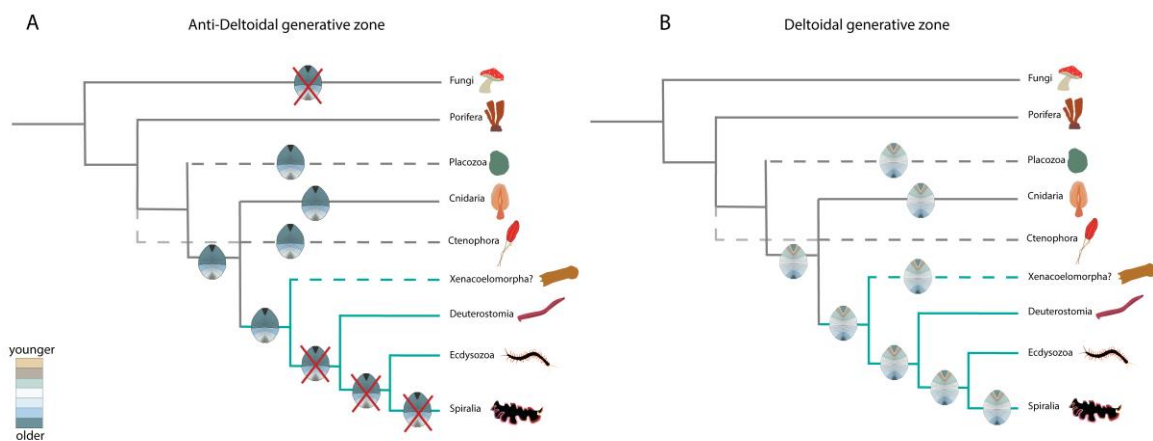 A
Anti-Deltoidal generative zone
Fungi
Porifera
Placozoa
Cnidaria
Ctenophora
Xenacoelomorpha?
Deuterostomia
Ecdysozoa
Spiralia
younger
older
B
Deltoidal generative zone
Fungi
Porifera
Placozoa
Cnidaria
Ctenophora
Xenacoelomorpha?
Deuterostomia
Ecdysozoa
Spiralia